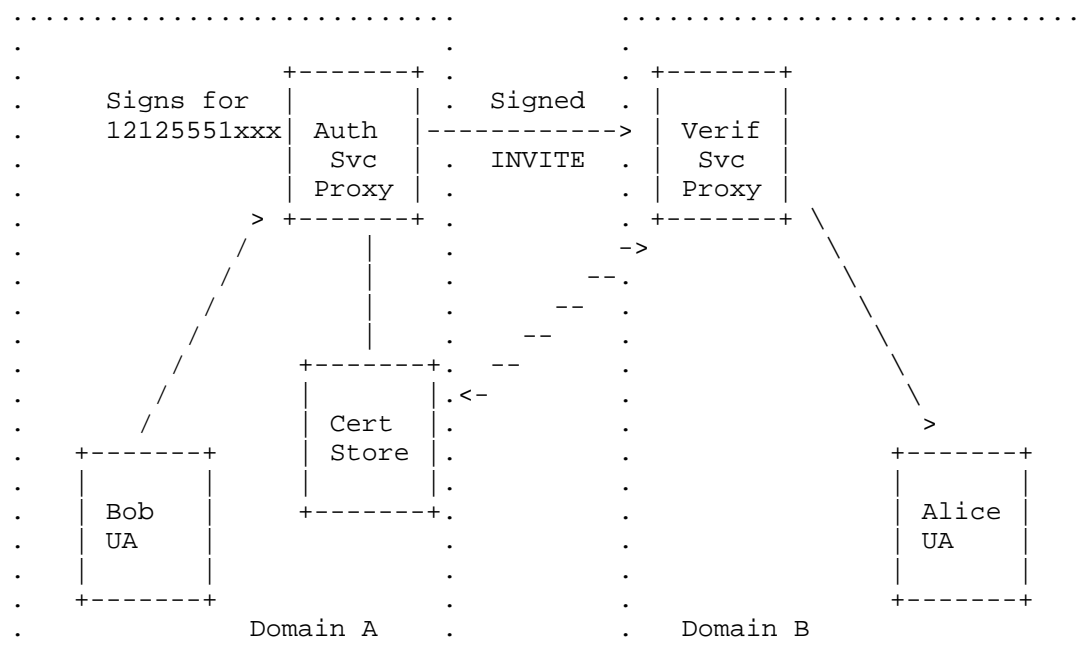 Signs for
Signed
12125551xxx
Auth
Verif
Svc
INVITE
Svc
Proxy
Proxy
Cert
Store
Bob
Alice
UA
UA
Domain A
Domain B